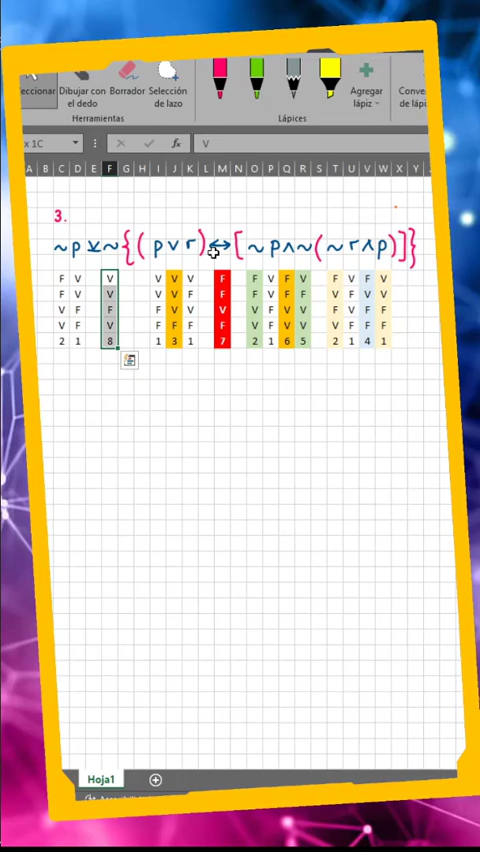 eccionar
Dibujar con
el dedo
Borrador
Selección
de lazo
Agregar
lápiz
Conver
de lápi
Herramientas
Lápices
x 1C fx V
A B C D E F G H I J K L M N O P Q R S T U V W X Y Z
3.
~p ⊻ ~{(p ∨ r) ↔ [~p ∧ ~(~r ∧ p)]}
F V V V V V F F V F V F V F V
F V V V V F F F V F F V F V V
V F F F V V V V F V V F V F F
V F V F F F F V F V V V F F F
2 1 8 1 3 1 7 2 1 6 5 2 1 4 1
Hoja1